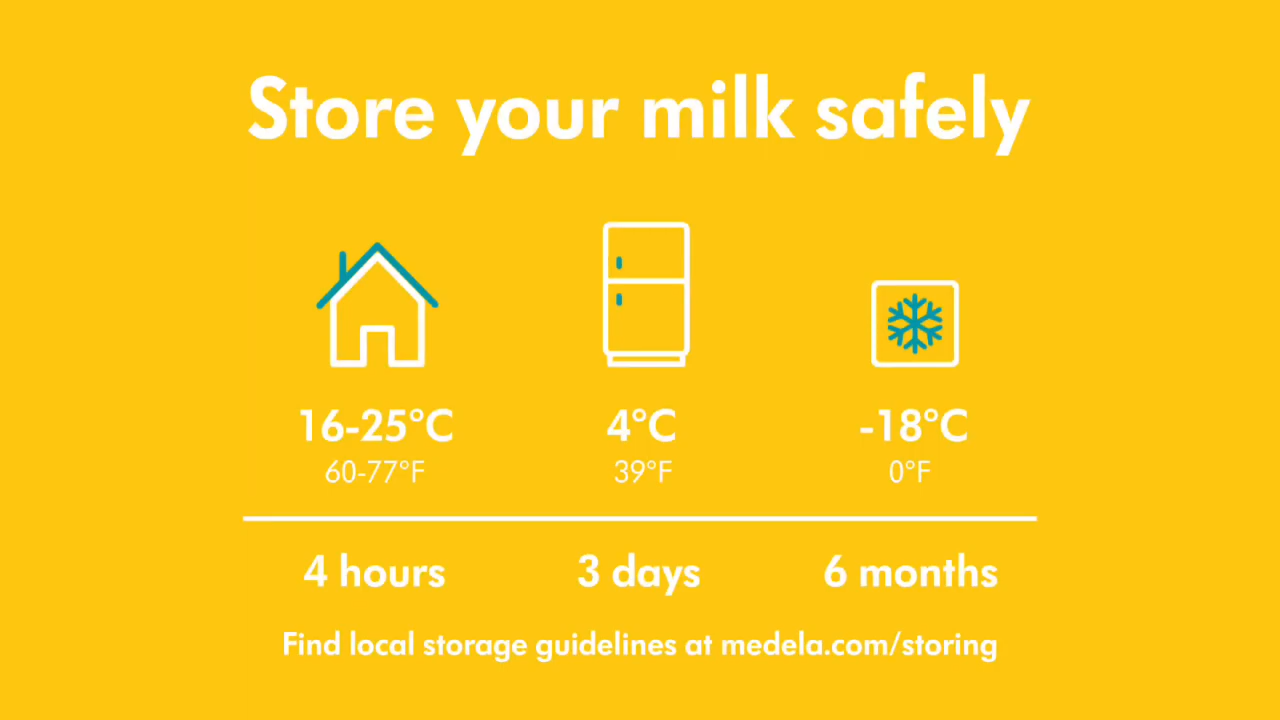 Store your milk safely
16-25°C 4°C -18°C
60-77°F 39°F 0°F
4 hours 3 days 6 months
Find local storage guidelines at medela.com/storing